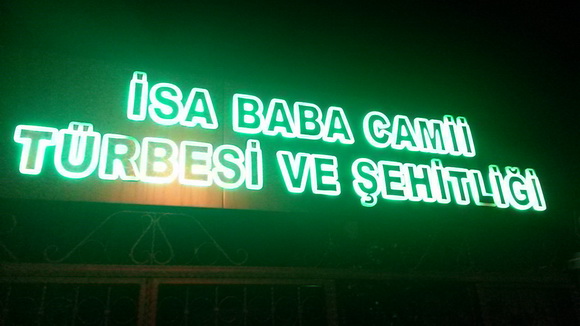 İSA BABA CAMİİ
TÜRBESİ VE ŞEHİTLİĞİ